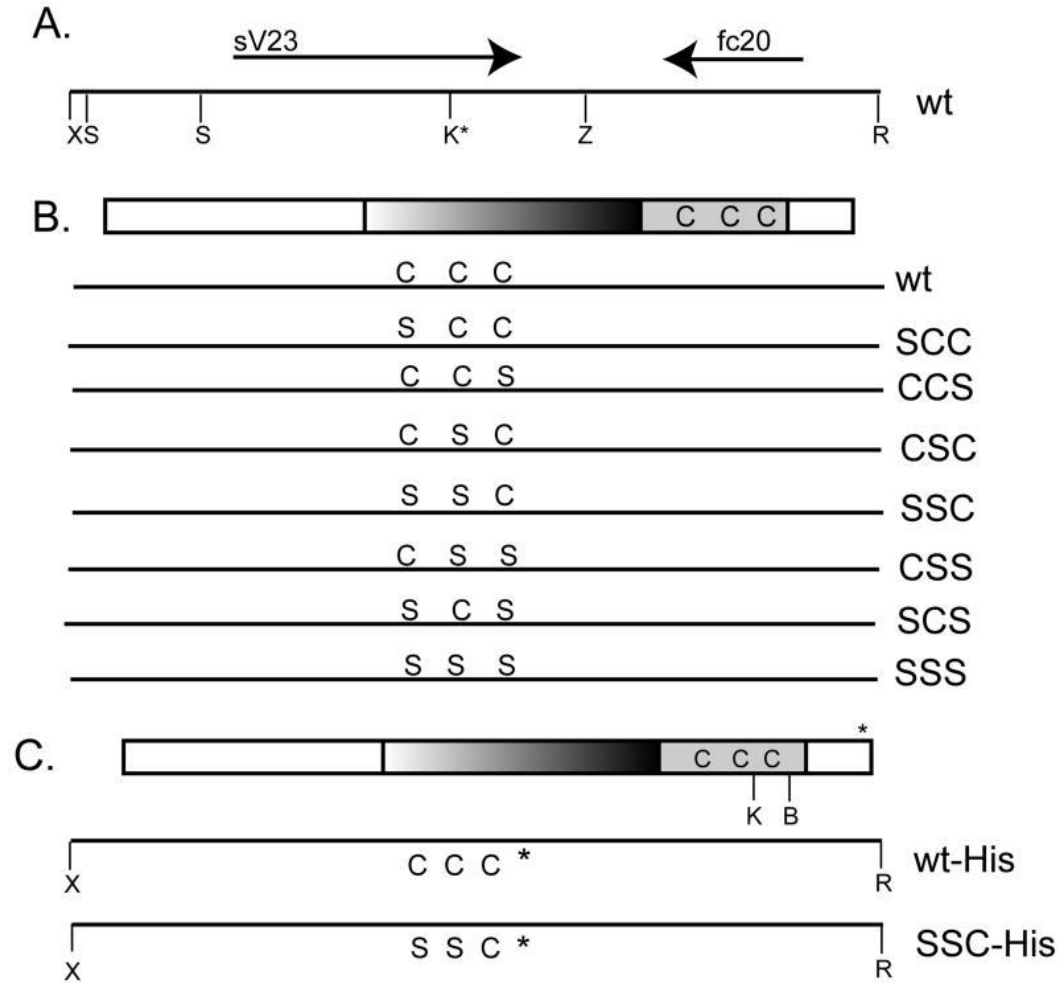 A.
sV23 fc20
wt
X S S K* Z R
B.
C C C
C C C
wt
S C C
SCC
C C S
CCS
C S C
CSC
S S C
SSC
C S S
CSS
S C S
SCS
S S S
SSS
C.
*
C C C
K B
wt-His
C C C *
X R
SSC-His
S S C *
X R